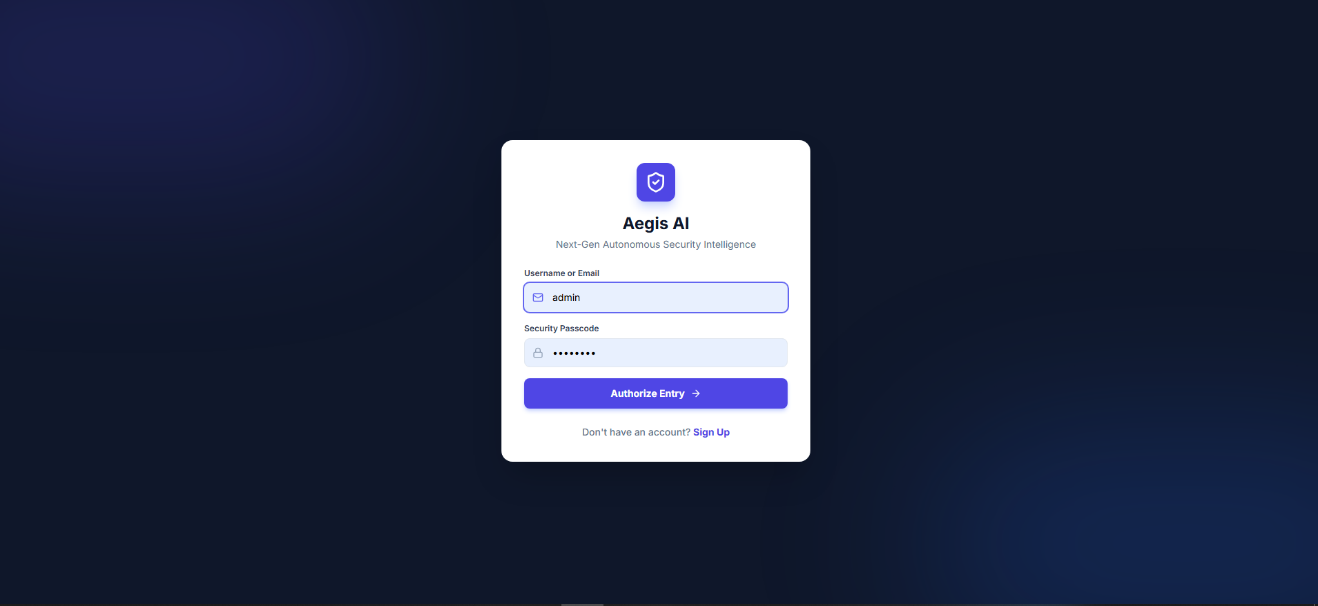 Aegis AI
Next-Gen Autonomous Security Intelligence
Username or Email
admin
Security Passcode
••••••••
Authorize Entry →
Don't have an account? Sign Up